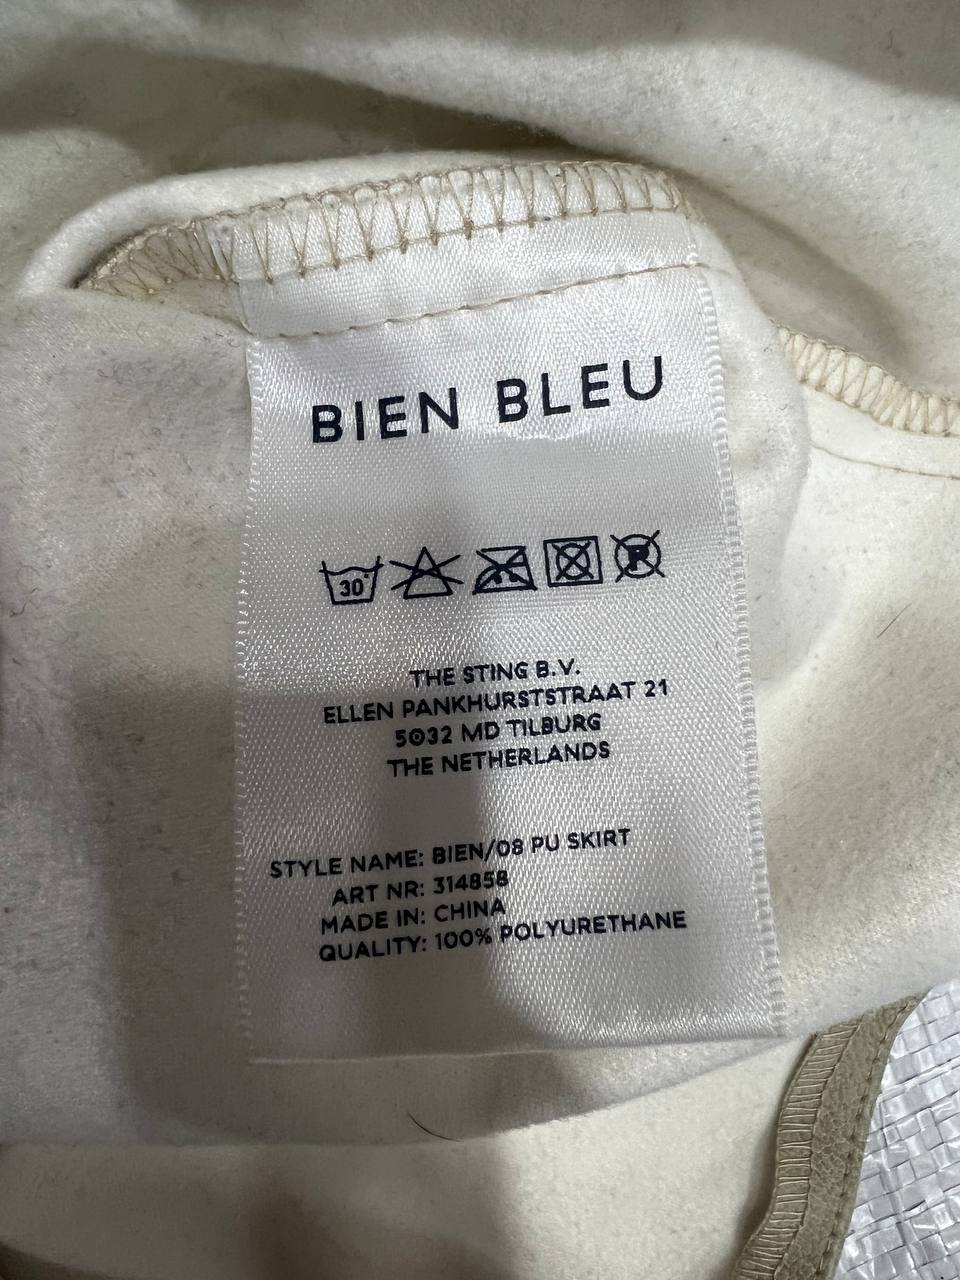 BIEN BLEU
30°
P
THE STING B.V.
ELLEN PANKHURSTSTRAAT 21
5032 MD TILBURG
THE NETHERLANDS
STYLE NAME: BIEN/08 PU SKIRT
ART NR: 314858
MADE IN: CHINA
QUALITY: 100% POLYURETHANE